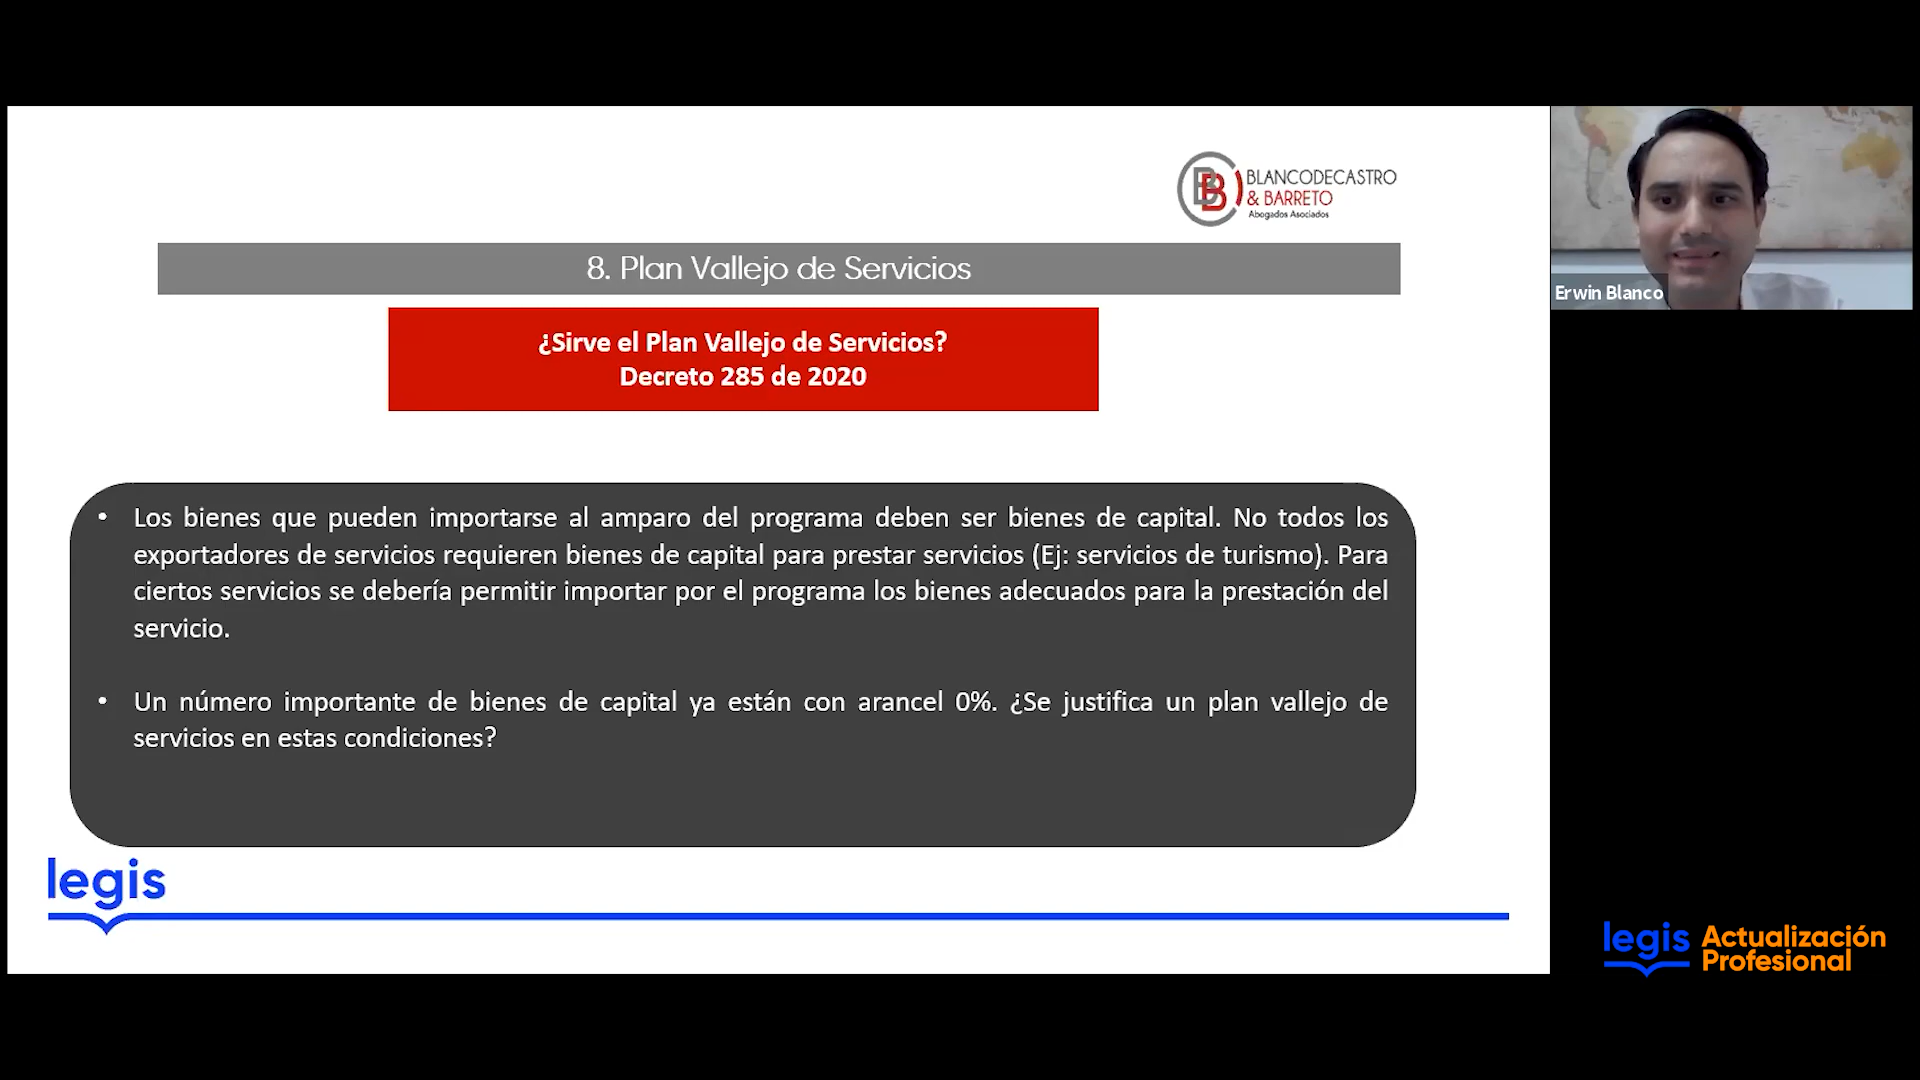 BB BLANCODECASTRO
& BARRETO
Abogados Asociados
8. Plan Vallejo de Servicios
¿Sirve el Plan Vallejo de Servicios?
Decreto 285 de 2020
• Los bienes que pueden importarse al amparo del programa deben ser bienes de capital. No todos los
exportadores de servicios requieren bienes de capital para prestar servicios (Ej: servicios de turismo). Para
ciertos servicios se debería permitir importar por el programa los bienes adecuados para la prestación del
servicio.
• Un número importante de bienes de capital ya están con arancel 0%. ¿Se justifica un plan vallejo de
servicios en estas condiciones?
legis
Erwin Blanco
legis Actualización
Profesional